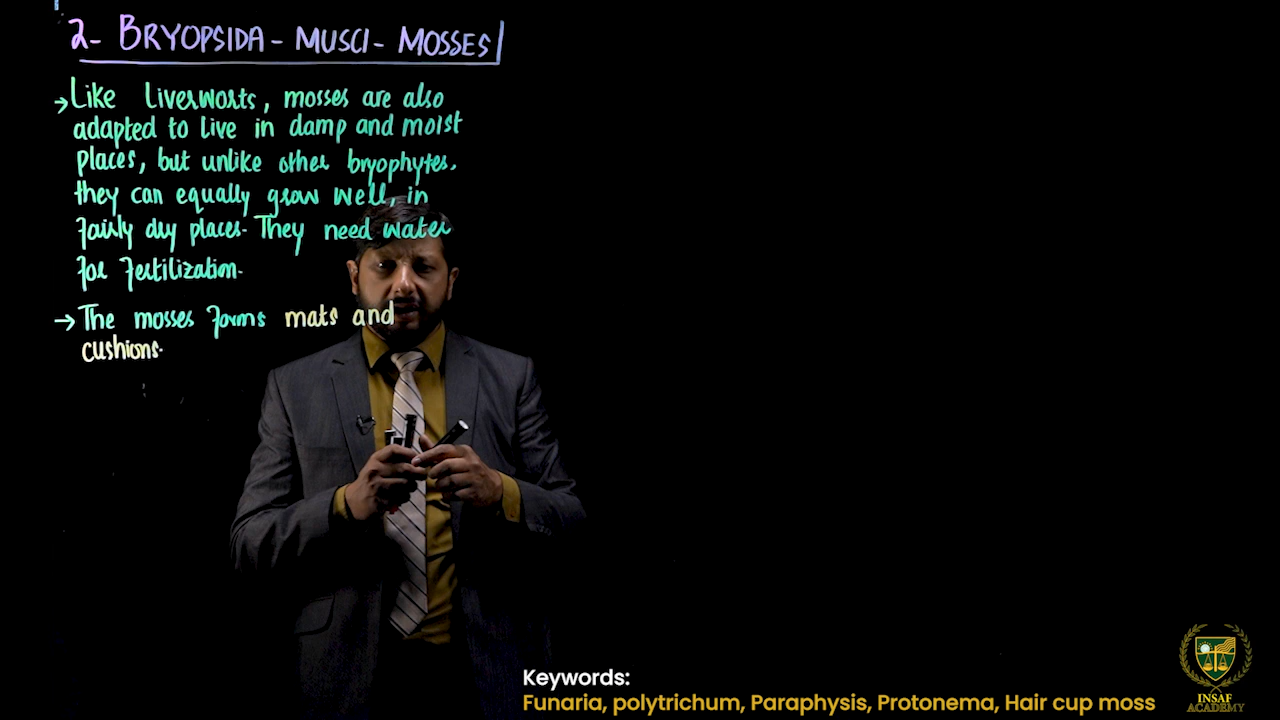 2- BRYOPSIDA - MUSCI - MOSSES
→ Like Liverworts, mosses are also
adapted to live in damp and moist
places, but unlike other bryophytes.
they can equally grow well, in
fairly dry places. They need water
for fertilization.
→ The mosses forms mats and
cushions.
Keywords:
Funaria, polytrichum, Paraphysis, Protonema, Hair cup moss
INSAF
ACADEMY